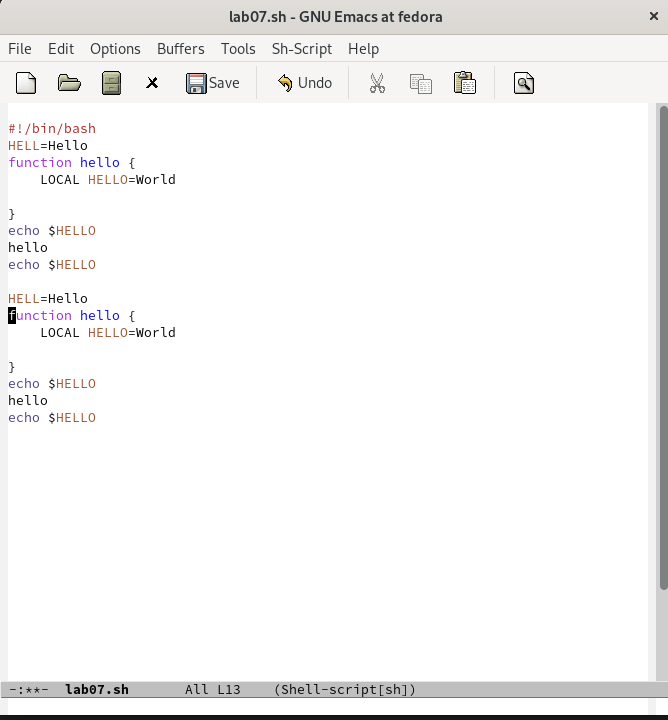 lab07.sh - GNU Emacs at fedora
File Edit Options Buffers Tools Sh-Script Help
Save Undo
#!/bin/bash
HELL=Hello
function hello {
    LOCAL HELLO=World

}
echo $HELLO
hello
echo $HELLO

HELL=Hello
function hello {
    LOCAL HELLO=World

}
echo $HELLO
hello
echo $HELLO
-:**-  lab07.sh       All L13    (Shell-script[sh])